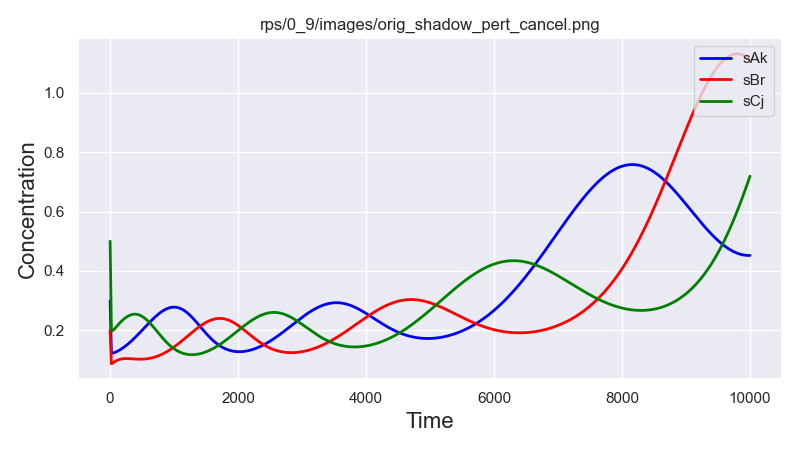 rps/0_9/images/orig_shadow_pert_cancel.png
sAk
sBr
sCj
Concentration
1.0
0.8
0.6
0.4
0.2
0
2000
4000
6000
8000
10000
Time